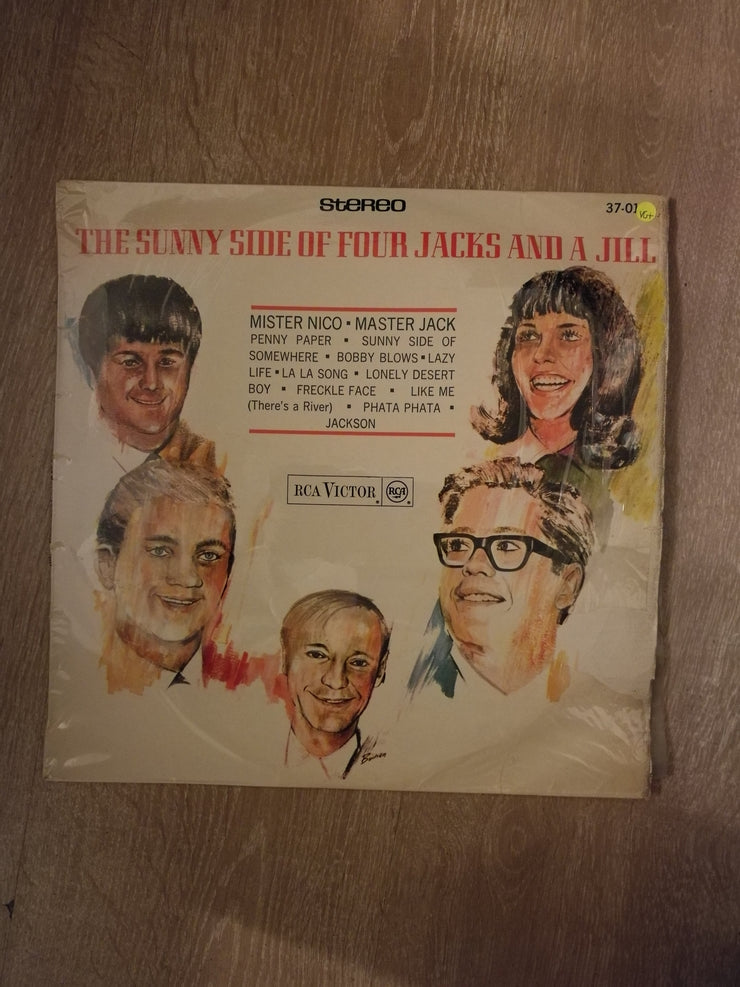 STEREO
37-01
VG+
THE SUNNY SIDE OF FOUR JACKS AND A JILL
MISTER NICO ▪ MASTER JACK
PENNY PAPER ▪ SUNNY SIDE OF
SOMEWHERE ▪ BOBBY BLOWS ▪ LAZY
LIFE ▪ LA LA SONG ▪ LONELY DESERT
BOY ▪ FRECKLE FACE ▪ LIKE ME
(There's a River) ▪ PHATA PHATA ▪
JACKSON
RCA VICTOR RCA